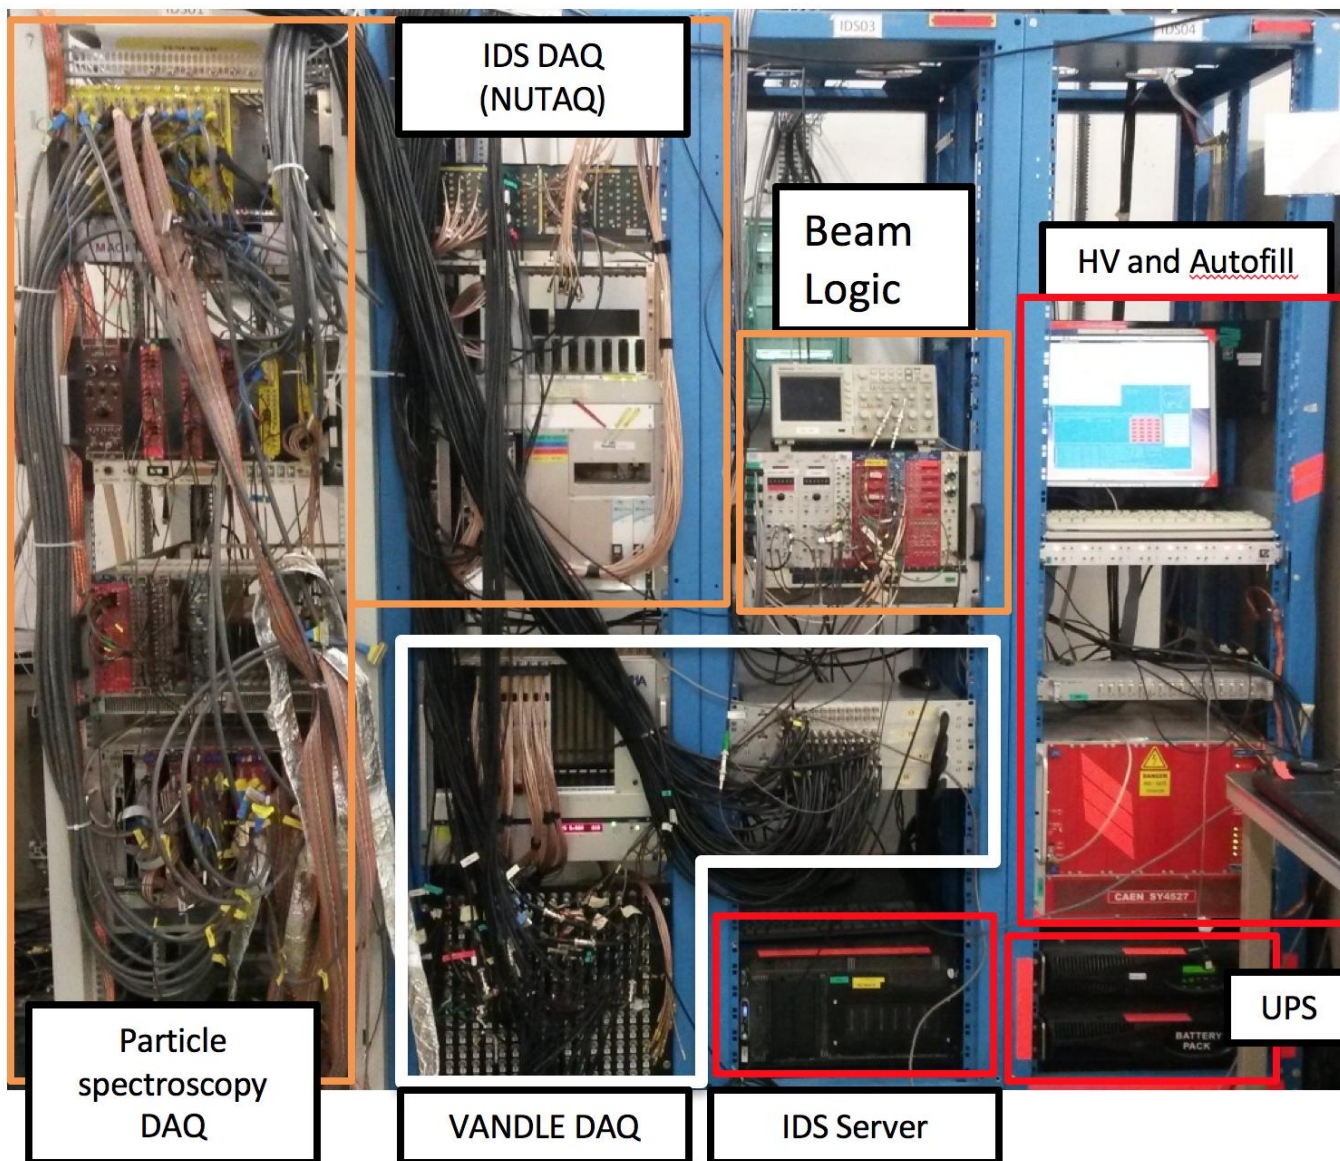 IDS01
IDS03
IDS04
IDS DAQ
(NUTAQ)
Beam
Logic
HV and Autofill
DANGER
CAEN SY4527
BATTERY
PACK
UPS
Particle
spectroscopy
DAQ
VANDLE DAQ
IDS Server